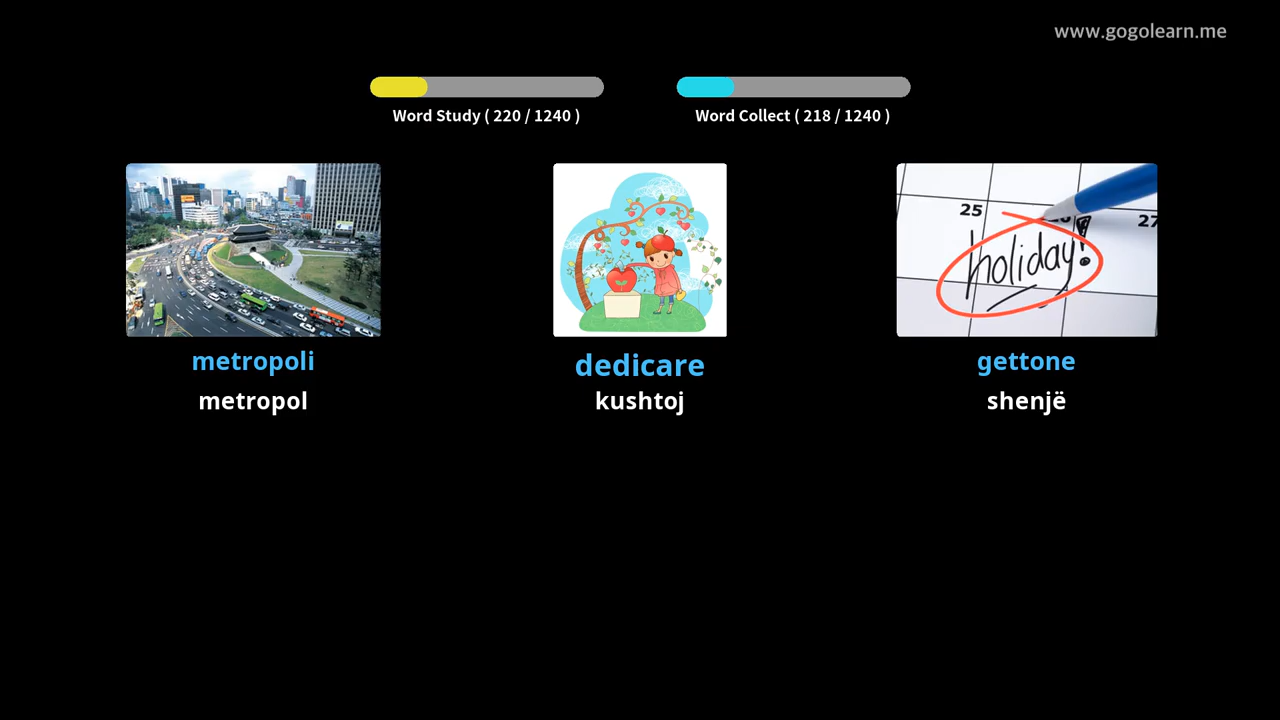 www.gogolearn.me
Word Study ( 220 / 1240 )
Word Collect ( 218 / 1240 )
25
27
holiday!
metropoli
dedicare
gettone
metropol
kushtoj
shenjë